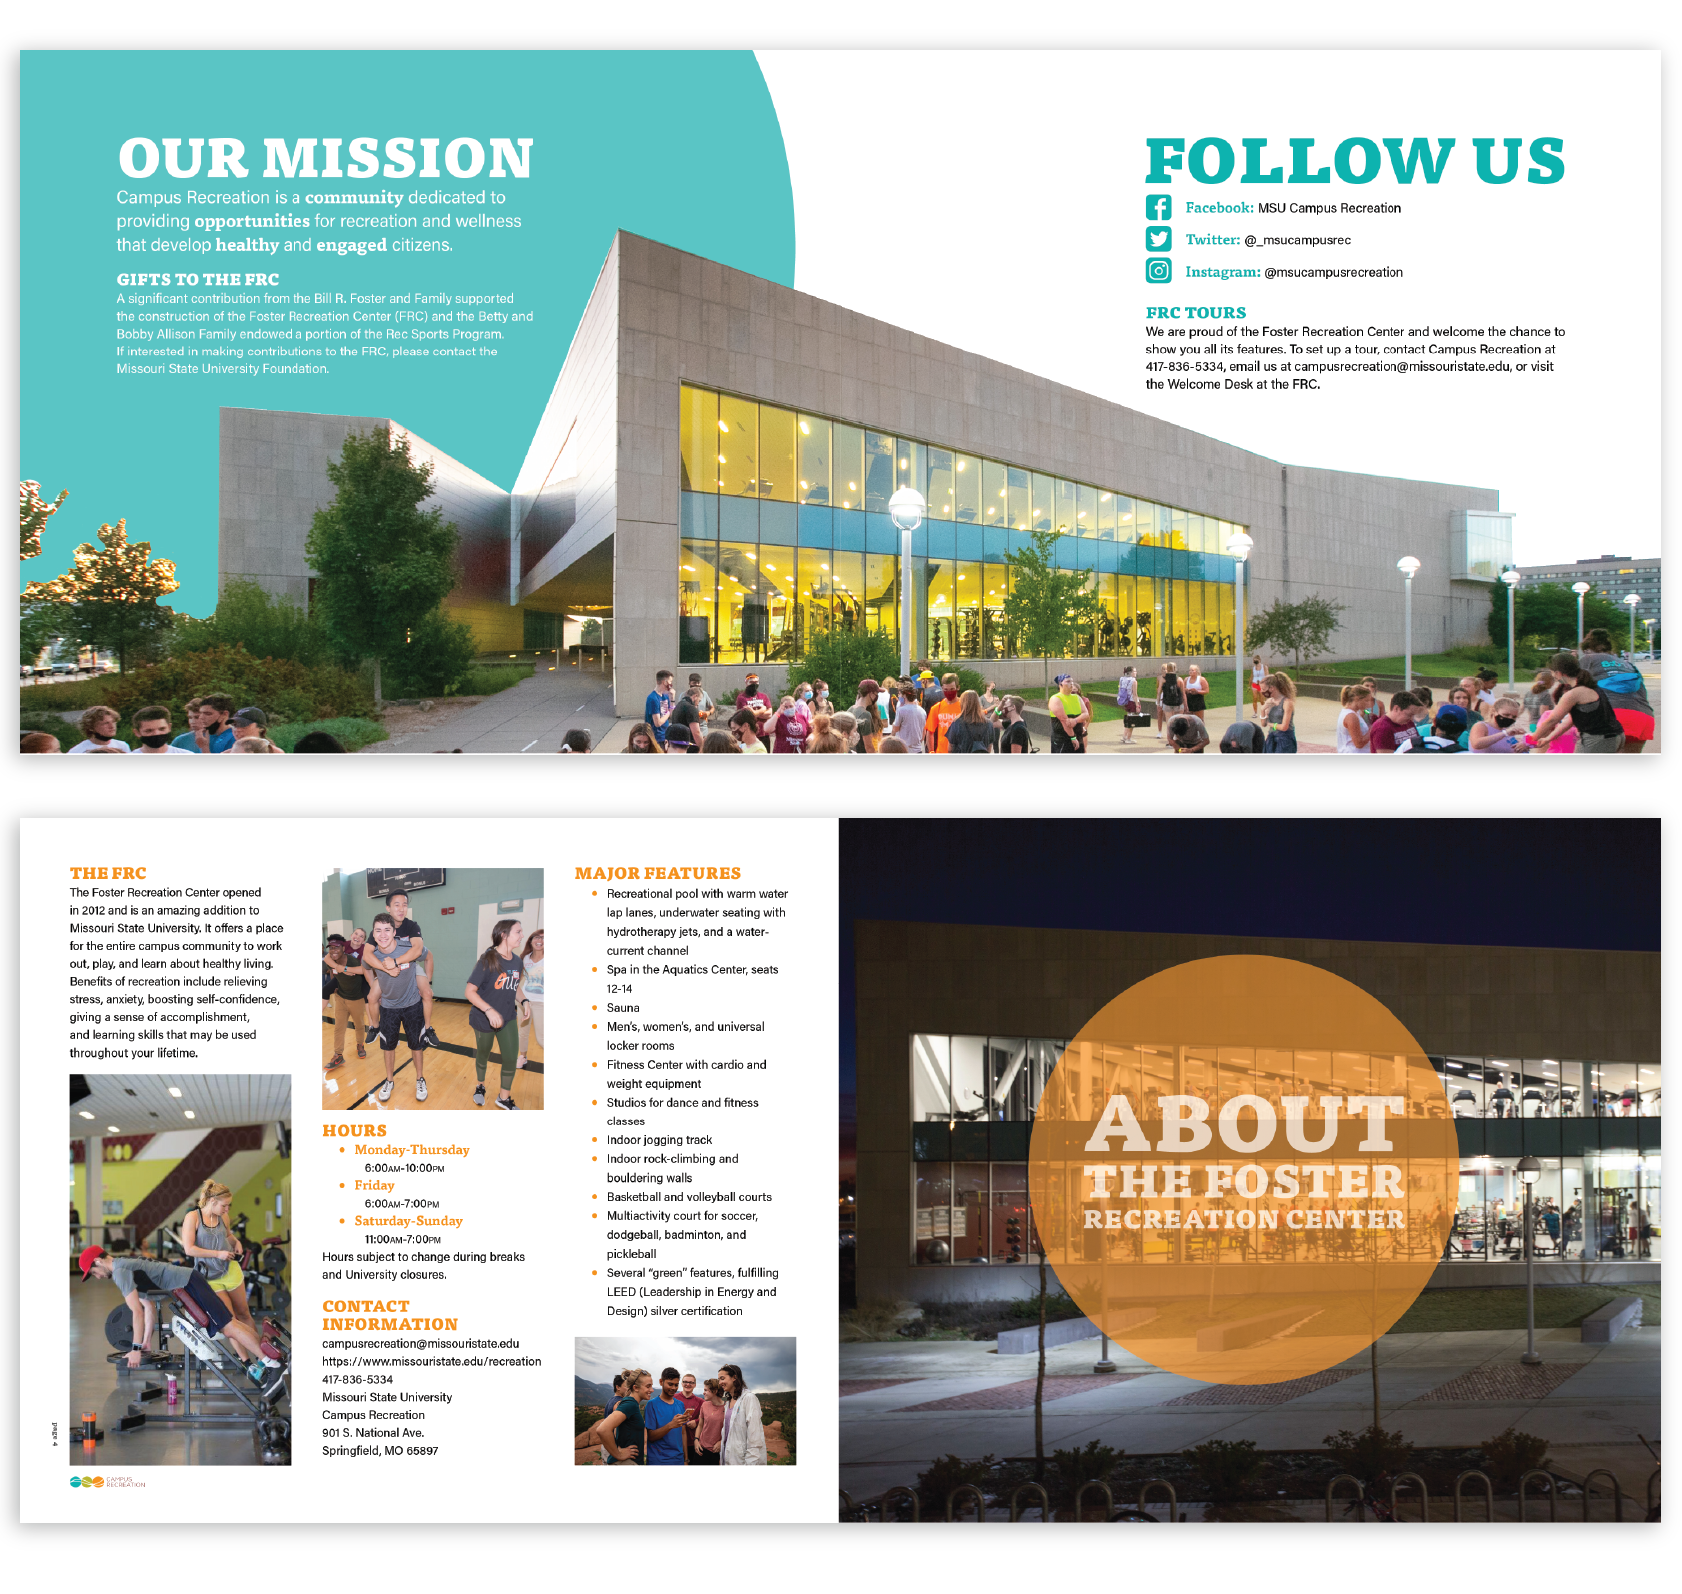 OUR MISSION
Campus Recreation is a community dedicated to
providing opportunities for recreation and wellness
that develop healthy and engaged citizens.
GIFTS TO THE FRC
A significant contribution from the Bill R. Foster and Family supported
the construction of the Foster Recreation Center (FRC) and the Betty and
Bobby Allison Family endowed a portion of the Rec Sports Program.
If interested in making contributions to the FRC, please contact the
Missouri State University Foundation.
FOLLOW US
Facebook: MSU Campus Recreation
Twitter: @_msucampusrec
Instagram: @msucampusrecreation
FRC TOURS
We are proud of the Foster Recreation Center and welcome the chance to
show you all its features. To set up a tour, contact Campus Recreation at
417-836-5334, email us at campusrecreation@missouristate.edu, or visit
the Welcome Desk at the FRC.
THE FRC
The Foster Recreation Center opened
in 2012 and is an amazing addition to
Missouri State University. It offers a place
for the entire campus community to work
out, play, and learn about healthy living.
Benefits of recreation include relieving
stress, anxiety, boosting self-confidence,
giving a sense of accomplishment,
and learning skills that may be used
throughout your lifetime.
page 4
CAMPUS
RECREATION
HOURS
• Monday-Thursday
6:00AM-10:00PM
• Friday
6:00AM-7:00PM
• Saturday-Sunday
11:00AM-7:00PM
Hours subject to change during breaks
and University closures.
CONTACT
INFORMATION
campusrecreation@missouristate.edu
https://www.missouristate.edu/recreation
417-836-5334
Missouri State University
Campus Recreation
901 S. National Ave.
Springfield, MO 65897
MAJOR FEATURES
• Recreational pool with warm water
lap lanes, underwater seating with
hydrotherapy jets, and a water-
current channel
• Spa in the Aquatics Center, seats
12-14
• Sauna
• Men's, women's, and universal
locker rooms
• Fitness Center with cardio and
weight equipment
• Studios for dance and fitness
classes
• Indoor jogging track
• Indoor rock-climbing and
bouldering walls
• Basketball and volleyball courts
• Multiactivity court for soccer,
dodgeball, badminton, and
pickleball
• Several “green” features, fulfilling
LEED (Leadership in Energy and
Design) silver certification
ABOUT
THE FOSTER
RECREATION CENTER